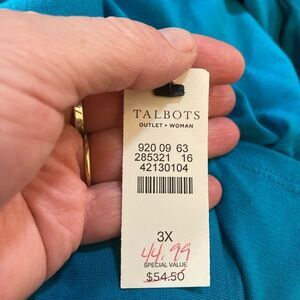 TALBOTS
OUTLET • WOMAN
920 09 63
285321 16
42130104
3X
44.99
SPECIAL VALUE
$54.50